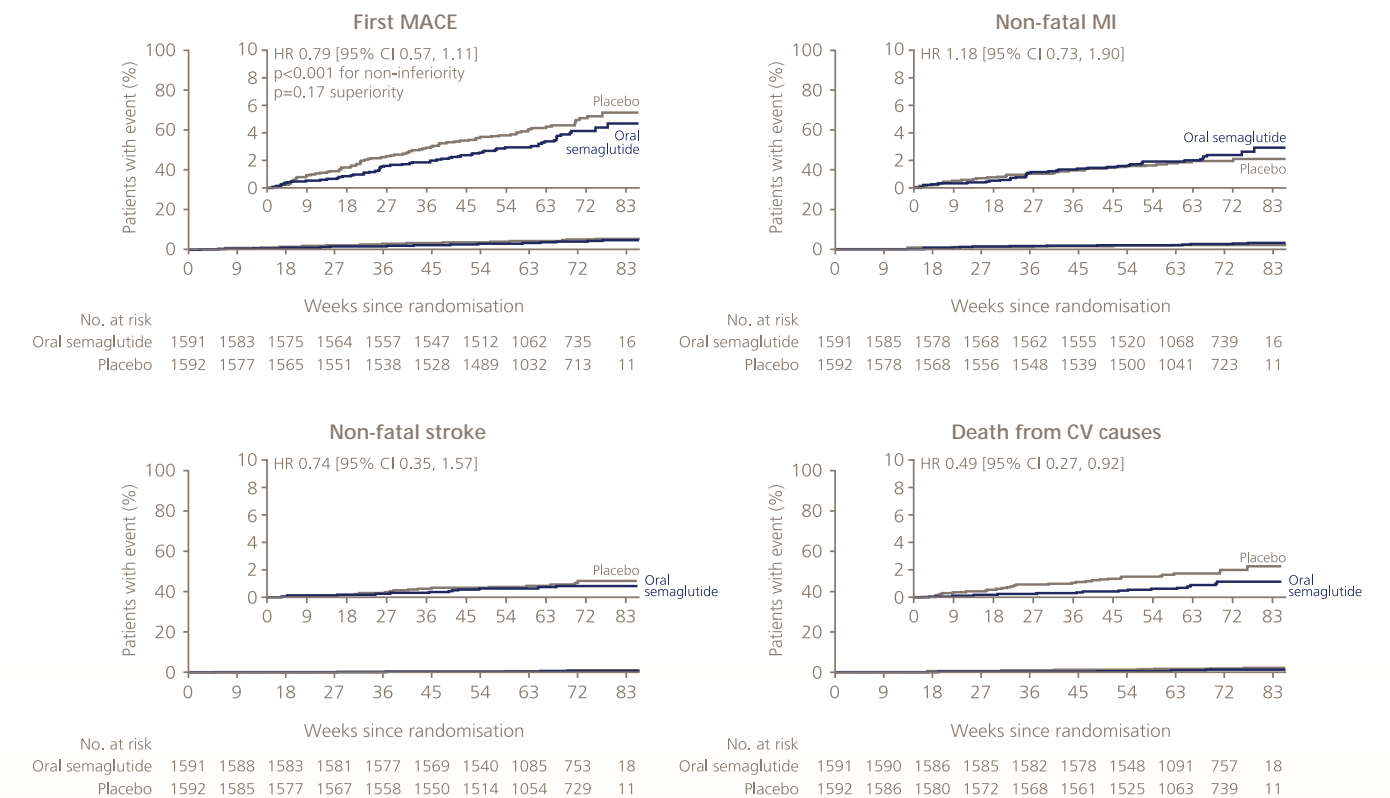 First MACE
Patients with event (%)
100
80
60
40
20
0
10
8
6
4
2
0
HR 0.79 [95% CI 0.57, 1.11]
p<0.001 for non-inferiority
p=0.17 superiority
Placebo
Oral
semaglutide
0 9 18 27 36 45 54 63 72 83
0 9 18 27 36 45 54 63 72 83
Weeks since randomisation
No. at risk
Oral semaglutide 1591 1583 1575 1564 1557 1547 1512 1062 735 16
Placebo 1592 1577 1565 1551 1538 1528 1489 1032 713 11
Non-fatal MI
Patients with event (%)
100
80
60
40
20
0
10
8
6
4
2
0
HR 1.18 [95% CI 0.73, 1.90]
Oral semaglutide
Placebo
0 9 18 27 36 45 54 63 72 83
0 9 18 27 36 45 54 63 72 83
Weeks since randomisation
No. at risk
Oral semaglutide 1591 1585 1578 1568 1562 1555 1520 1068 739 16
Placebo 1592 1578 1568 1556 1548 1539 1500 1041 723 11
Non-fatal stroke
Patients with event (%)
100
80
60
40
20
0
10
8
6
4
2
0
HR 0.74 [95% CI 0.35, 1.57]
Placebo
Oral
semaglutide
0 9 18 27 36 45 54 63 72 83
0 9 18 27 36 45 54 63 72 83
Weeks since randomisation
No. at risk
Oral semaglutide 1591 1588 1583 1581 1577 1569 1540 1085 753 18
Placebo 1592 1585 1577 1567 1558 1550 1514 1054 729 11
Death from CV causes
Patients with event (%)
100
80
60
40
20
0
10
8
6
4
2
0
HR 0.49 [95% CI 0.27, 0.92]
Placebo
Oral
semaglutide
0 9 18 27 36 45 54 63 72 83
0 9 18 27 36 45 54 63 72 83
Weeks since randomisation
No. at risk
Oral semaglutide 1591 1590 1586 1585 1582 1578 1548 1091 757 18
Placebo 1592 1586 1580 1572 1568 1561 1525 1063 739 11